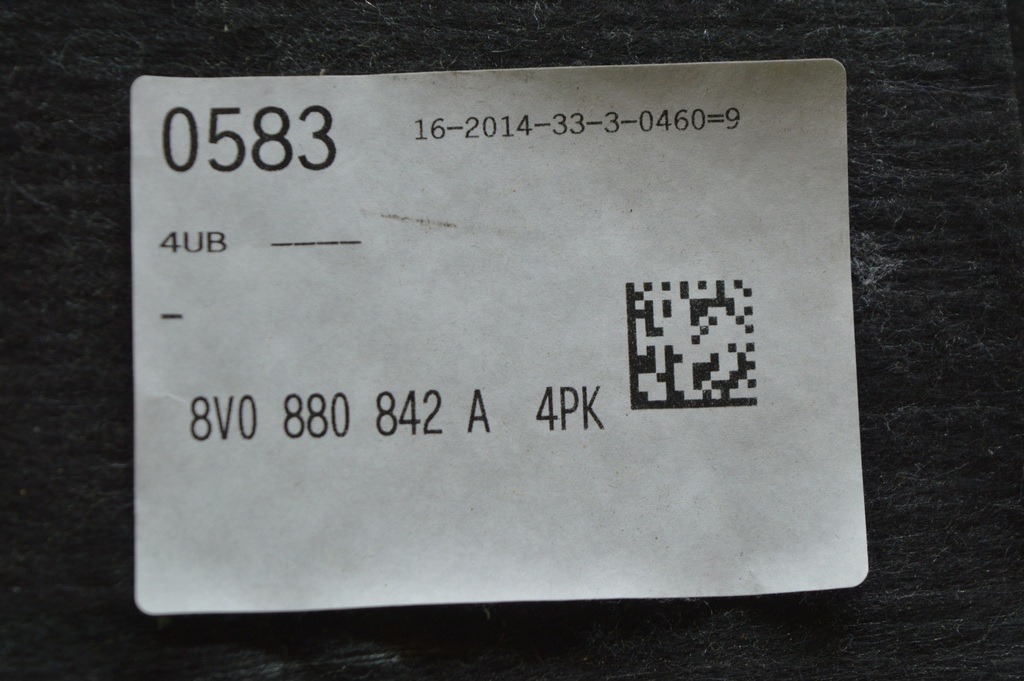 0583 16-2014-33-3-0460=9
4UB ----
-
8V0 880 842 A 4PK